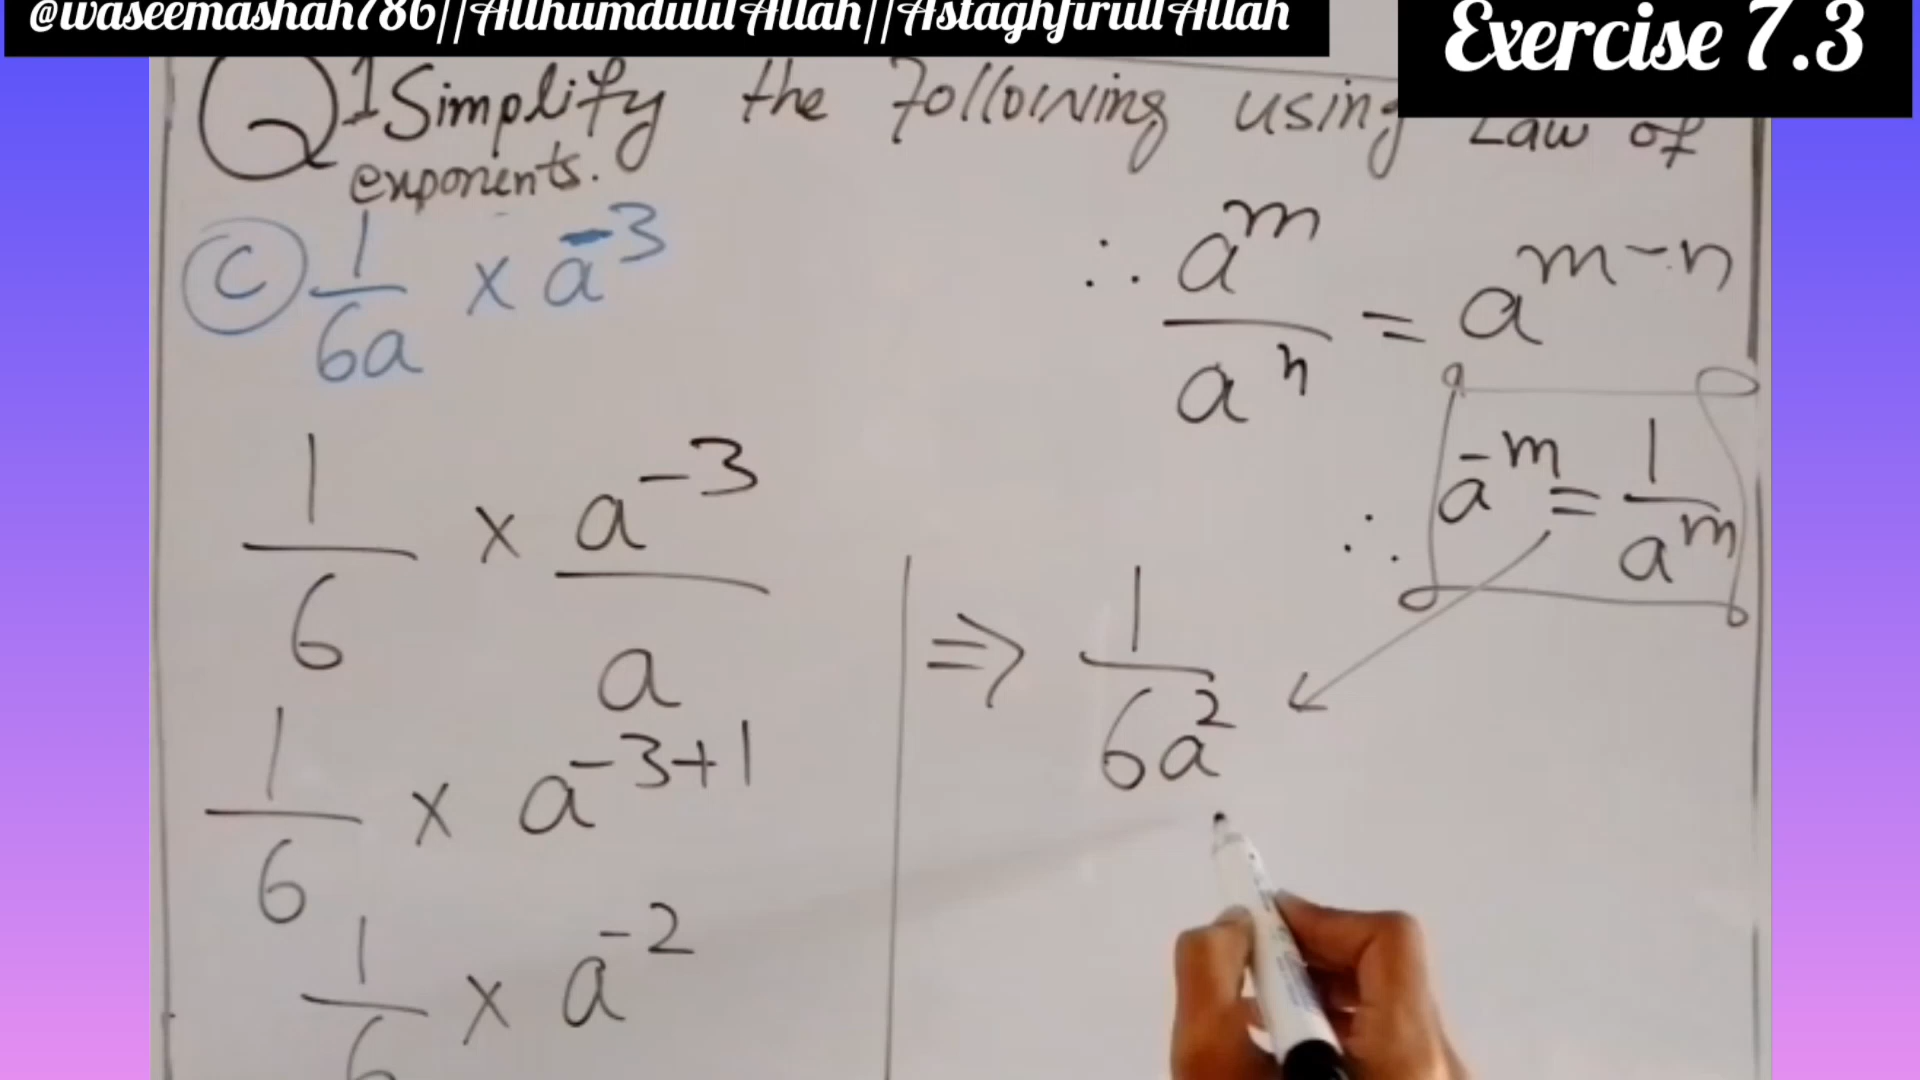 @waseemashah786//AllhumdulilAllah//AstaghfirullAllah
Exercise 7.3
Q1 Simplify the following using Law of
exponents.
C 1/6a × a^-3
∴ a^m/a^n = a^m-n
∴ a^-m = 1/a^m
1/6 × a^-3/a
1/6 × a^-3+1
1/6 × a^-2
⇒ 1/6a^2